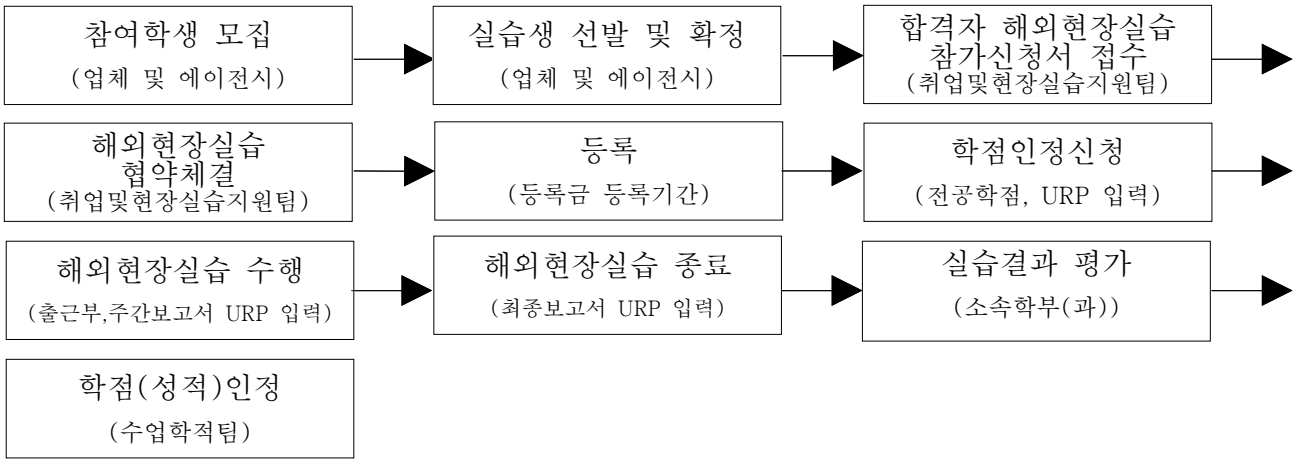 참여학생 모집
(업체 및 에이전시)
실습생 선발 및 확정
(업체 및 에이전시)
합격자 해외현장실습
참가신청서 접수
(취업및현장실습지원팀)
해외현장실습
협약체결
(취업및현장실습지원팀)
등록
(등록금 등록기간)
학점인정신청
(전공학점, URP 입력)
해외현장실습 수행
(출근부,주간보고서 URP 입력)
해외현장실습 종료
(최종보고서 URP 입력)
실습결과 평가
(소속학부(과))
학점(성적)인정
(수업학적팀)